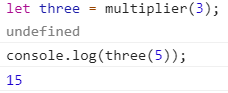 let three = multiplier(3);
undefined
console.log(three(5));
15